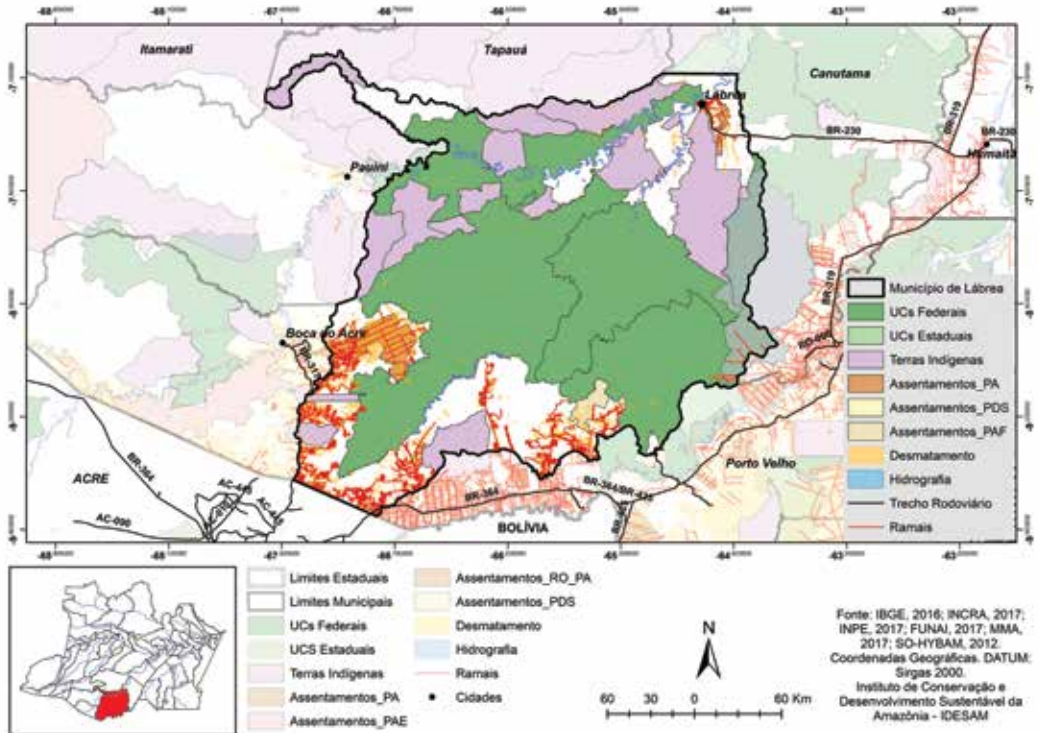 Itamarati
Tapauá
Canutama
Lábrea
BR-319
BR-230
BR-230
Humaitá
Pauini
BR-319
Boca do Acre
BR-317
Município de Lábrea
UCs Federais
UCs Estaduais
Terras Indígenas
Assentamentos_PA
Assentamentos_PDS
Assentamentos_PAF
Desmatamento
Hidrografia
Trecho Rodoviário
Ramais
Porto Velho
ACRE
BR-364
AC-090
BR-364
BR-364/BR-425
BOLÍVIA
Limites Estaduais
Limites Municipais
UCs Federais
UCS Estaduais
Terras Indígenas
Assentamentos_PA
Assentamentos_PAE
Assentamentos_RO_PA
Assentamentos_PDS
Desmatamento
Hidrografia
Ramais
Cidades
N
60 30 0 60 Km
Fonte: IBGE, 2016; INCRA, 2017;
INPE, 2017; FUNAI, 2017; MMA,
2017; SO-HYBAM, 2012.
Coordenadas Geográficas. DATUM:
Sirgas 2000.
Instituto de Conservação e
Desenvolvimento Sustentável da
Amazônia - IDESAM